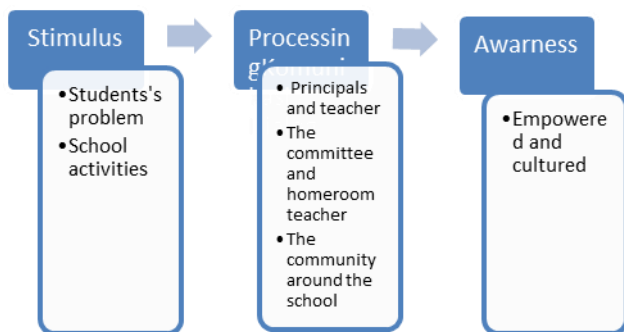 Stimulus
•Students's
problem
•School
activities
Processin
gKomuni
• Principals
and teacher
•The
committee
and
homeroom
teacher
•The
community
around the
school
Awarness
•Empowere
d and
cultured